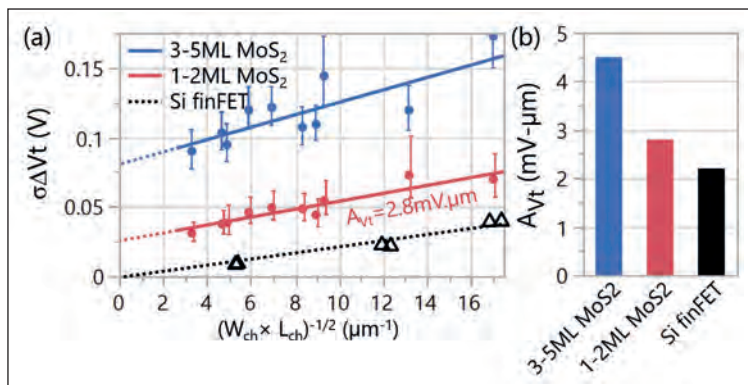 (a)
3-5ML MoS₂
1-2ML MoS₂
Si finFET
σΔVt (V)
0.15
0.1
0.05
0
A_Vt=2.8mV.μm
0 2 4 6 8 10 12 14 16
(W_ch × L_ch)^-1/2 (μm^-1)
(b)
A_Vt (mV-μm)
5
4
3
2
1
0
3-5ML MoS2
1-2ML MoS2
Si finFET